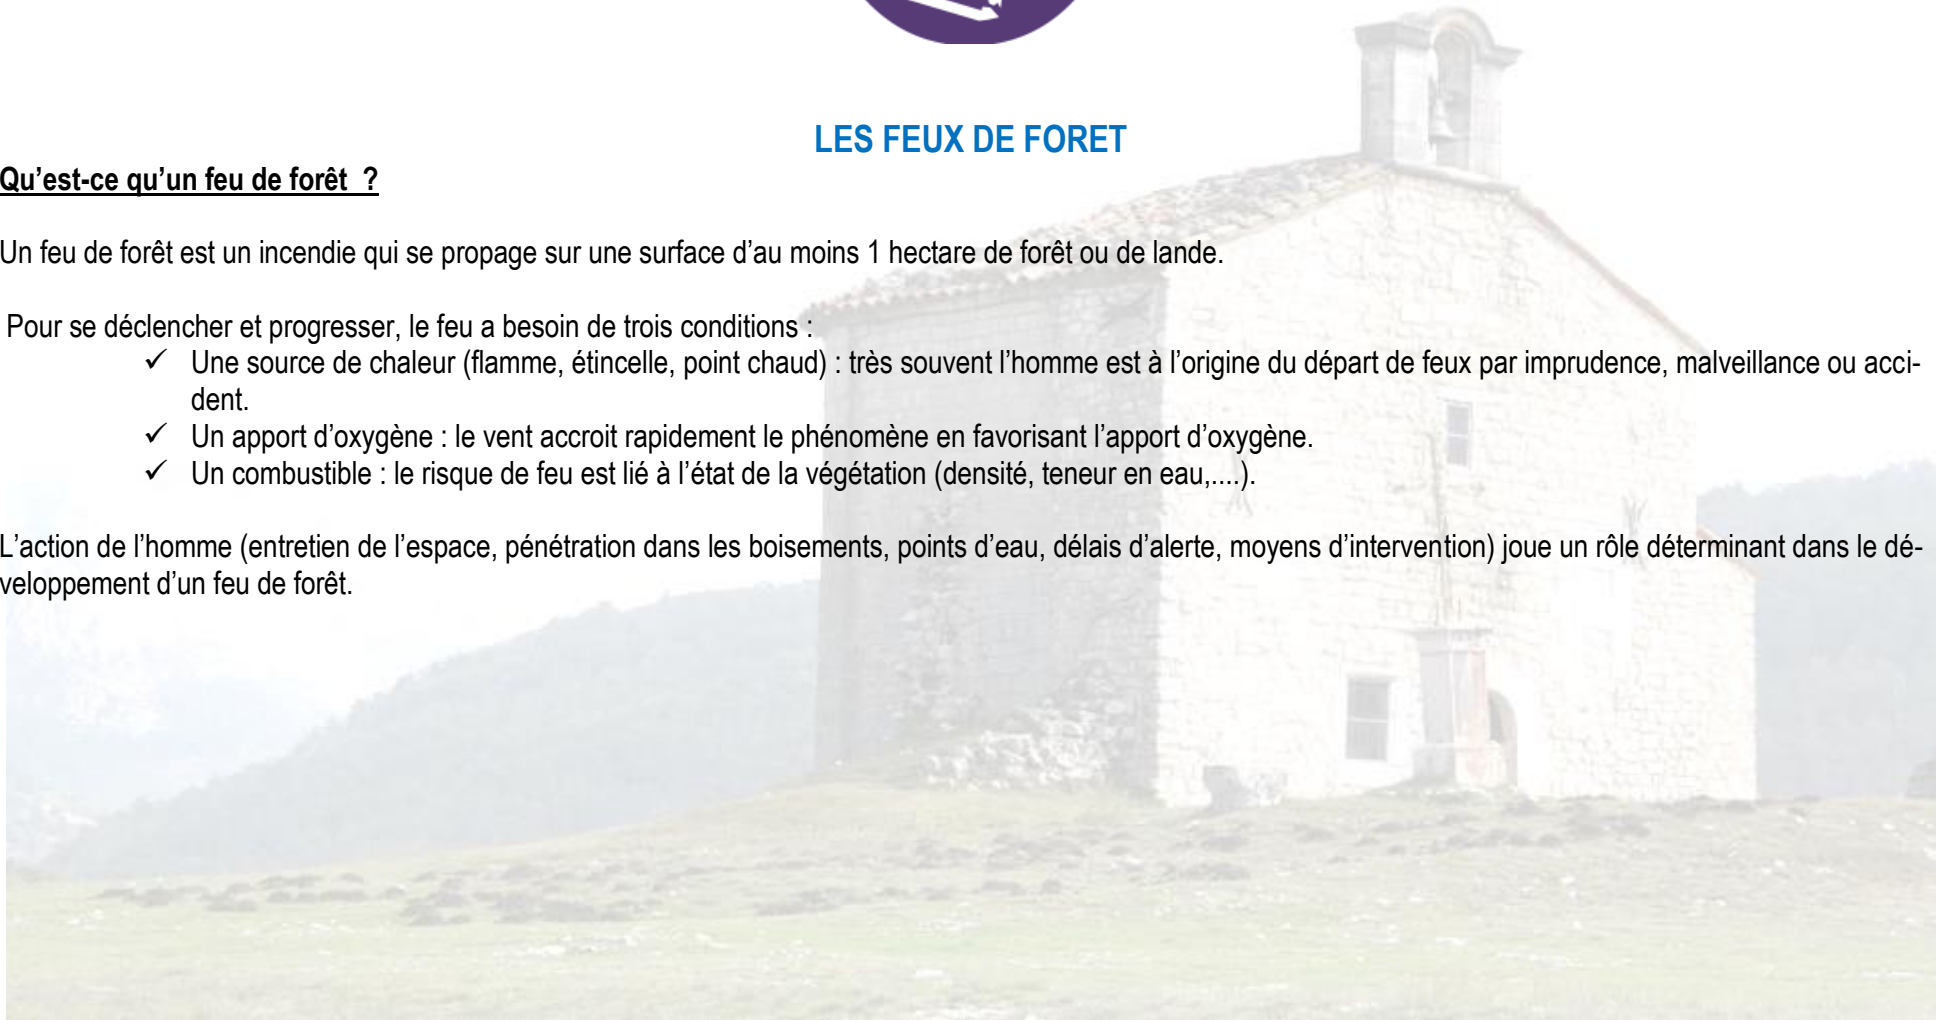 LES FEUX DE FORET
Qu’est-ce qu’un feu de forêt  ?
Un feu de forêt est un incendie qui se propage sur une surface d’au moins 1 hectare de forêt ou de lande.
Pour se déclencher et progresser, le feu a besoin de trois conditions :
✓ Une source de chaleur (flamme, étincelle, point chaud) : très souvent l’homme est à l’origine du départ de feux par imprudence, malveillance ou acci-
dent.
✓ Un apport d’oxygène : le vent accroit rapidement le phénomène en favorisant l’apport d’oxygène.
✓ Un combustible : le risque de feu est lié à l’état de la végétation (densité, teneur en eau,....).
L’action de l’homme (entretien de l’espace, pénétration dans les boisements, points d’eau, délais d’alerte, moyens d’intervention) joue un rôle déterminant dans le dé-
veloppement d’un feu de forêt.